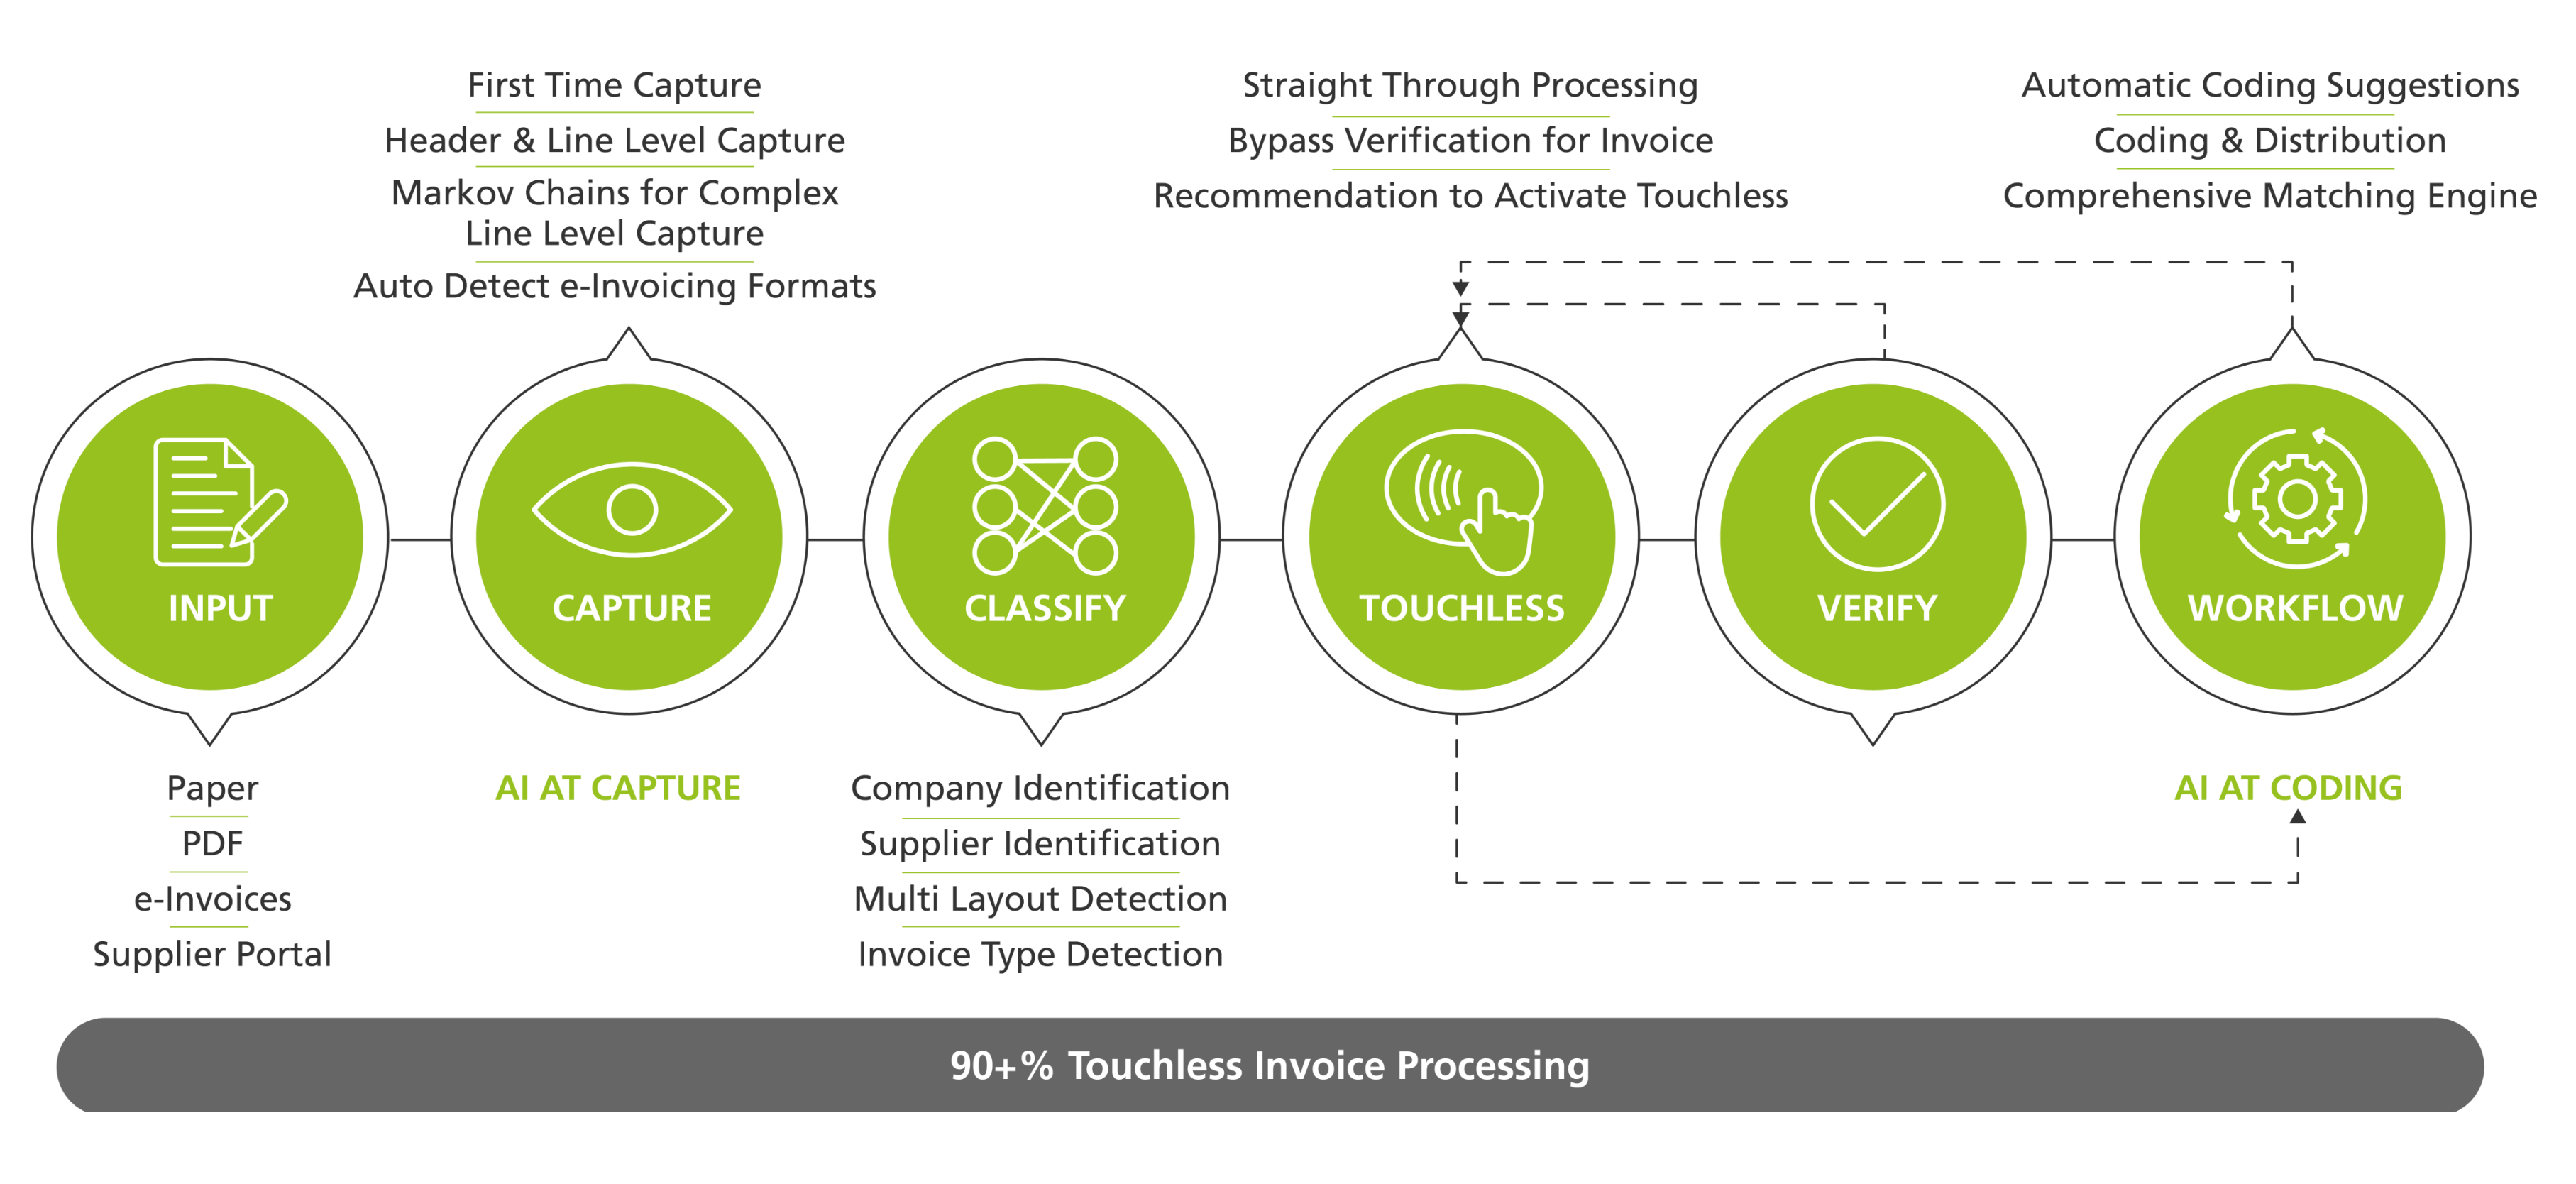 First Time Capture
Header & Line Level Capture
Markov Chains for Complex
Line Level Capture
Auto Detect e-Invoicing Formats
Straight Through Processing
Bypass Verification for Invoice
Recommendation to Activate Touchless
Automatic Coding Suggestions
Coding & Distribution
Comprehensive Matching Engine
INPUT
CAPTURE
CLASSIFY
TOUCHLESS
VERIFY
WORKFLOW
Paper
PDF
e-Invoices
Supplier Portal
AI AT CAPTURE
Company Identification
Supplier Identification
Multi Layout Detection
Invoice Type Detection
AI AT CODING
90+% Touchless Invoice Processing